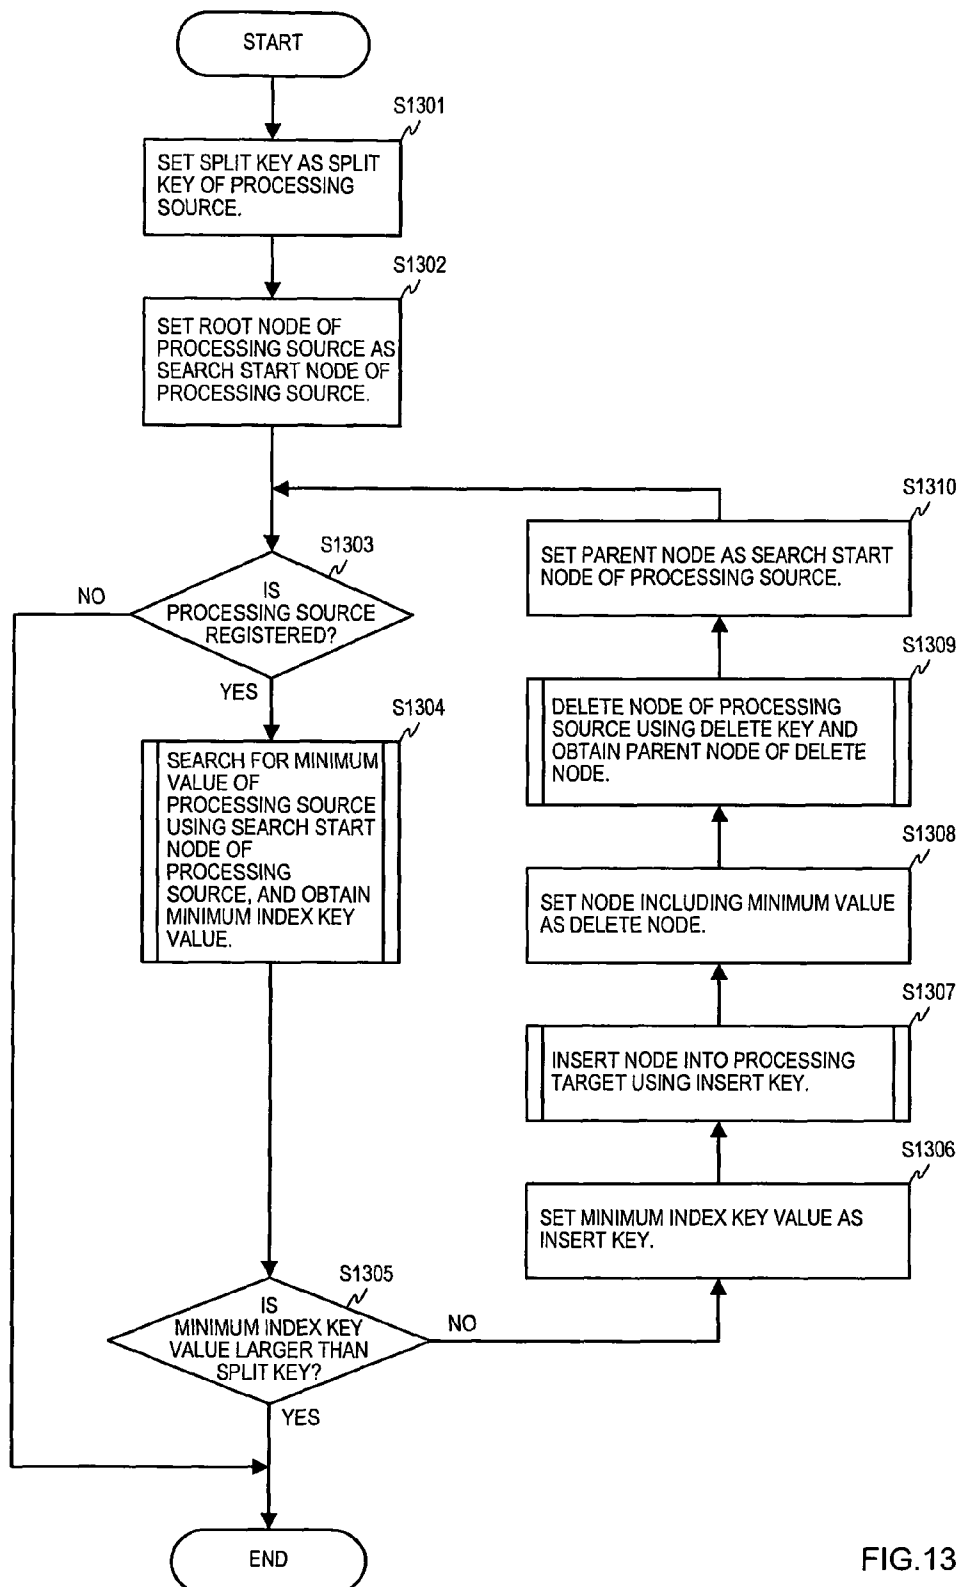 START
S1301
SET SPLIT KEY AS SPLIT
KEY OF PROCESSING
SOURCE.
S1302
SET ROOT NODE OF
PROCESSING SOURCE AS
SEARCH START NODE OF
PROCESSING SOURCE.
S1303
IS
PROCESSING SOURCE
REGISTERED?
NO
YES
S1304
SEARCH FOR MINIMUM
VALUE OF
PROCESSING SOURCE
USING SEARCH START
NODE OF
PROCESSING
SOURCE, AND OBTAIN
MINIMUM INDEX KEY
VALUE.
S1305
IS
MINIMUM INDEX KEY
VALUE LARGER THAN
SPLIT KEY?
NO
YES
S1306
SET MINIMUM INDEX KEY VALUE AS
INSERT KEY.
S1307
INSERT NODE INTO PROCESSING
TARGET USING INSERT KEY.
S1308
SET NODE INCLUDING MINIMUM VALUE
AS DELETE NODE.
S1309
DELETE NODE OF PROCESSING
SOURCE USING DELETE KEY AND
OBTAIN PARENT NODE OF DELETE
NODE.
S1310
SET PARENT NODE AS SEARCH START
NODE OF PROCESSING SOURCE.
END
FIG.13